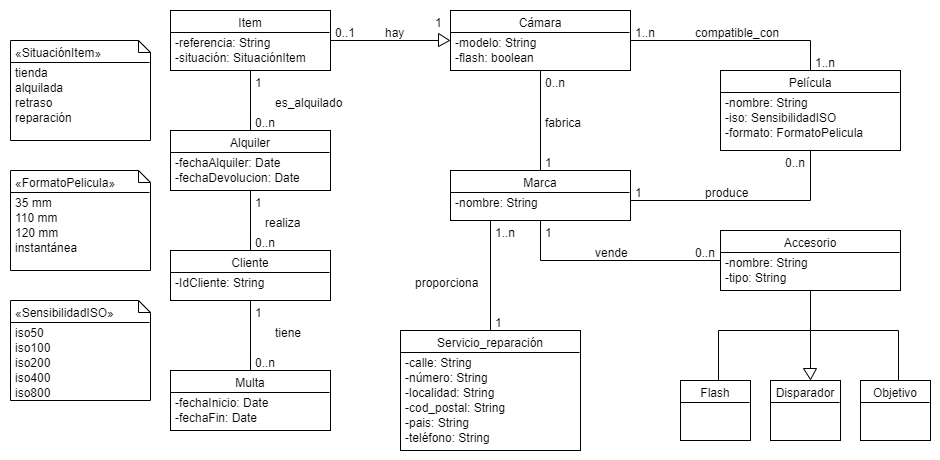 «SituaciónItem»
tienda
alquilada
retraso
reparación
«FormatoPelicula»
35 mm
110 mm
120 mm
instantánea
«SensibilidadISO»
iso50
iso100
iso200
iso400
iso800
Item
-referencia: String
-situación: SituaciónItem
0..1
hay
1
1
es_alquilado
0..n
Alquiler
-fechaAlquiler: Date
-fechaDevolucion: Date
1
realiza
0..n
Cliente
-IdCliente: String
1
tiene
0..n
Multa
-fechaInicio: Date
-fechaFin: Date
Cámara
-modelo: String
-flash: boolean
1..n
compatible_con
1..n
0..n
fabrica
1
Película
-nombre: String
-iso: SensibilidadISO
-formato: FormatoPelicula
0..n
produce
1
Marca
-nombre: String
1..n
1
vende
0..n
proporciona
1
Accesorio
-nombre: String
-tipo: String
Servicio_reparación
-calle: String
-número: String
-localidad: String
-cod_postal: String
-pais: String
-teléfono: String
Flash
Disparador
Objetivo